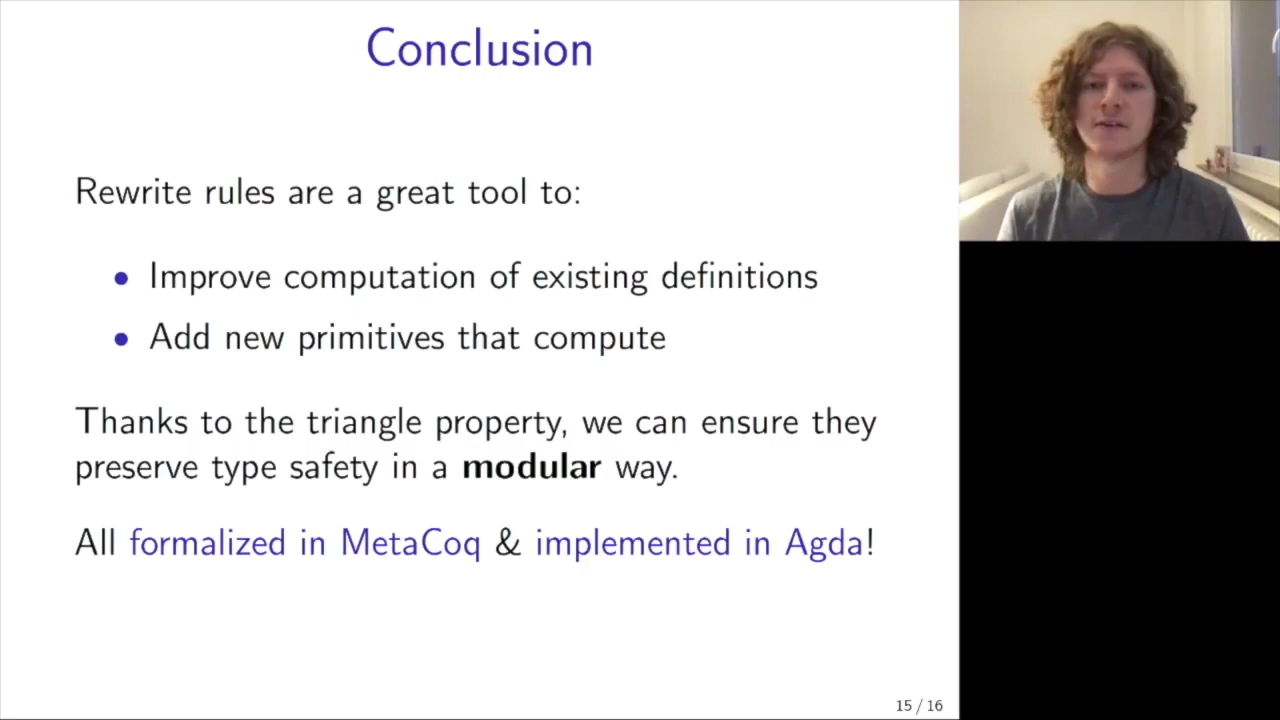 Conclusion
Rewrite rules are a great tool to:
• Improve computation of existing definitions
• Add new primitives that compute
Thanks to the triangle property, we can ensure they
preserve type safety in a modular way.
All formalized in MetaCoq & implemented in Agda!
15 / 16